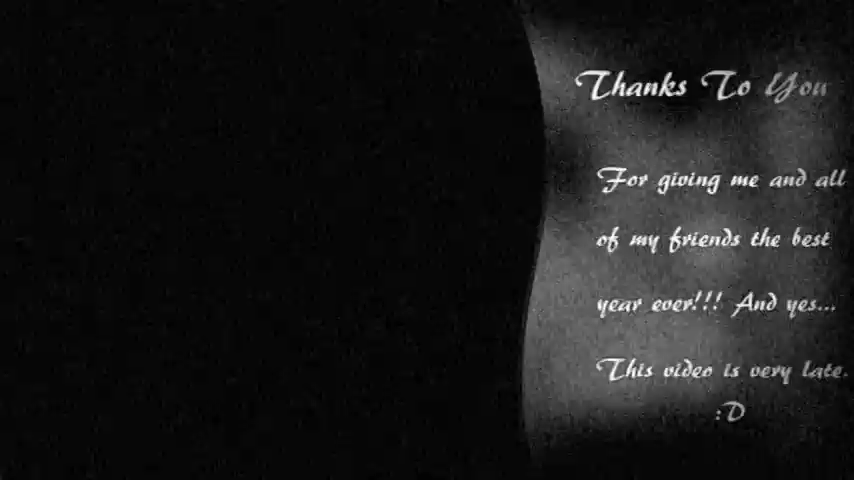 Thanks To You
For giving me and all
of my friends the best
year ever!!! And yes...
This video is very late.
:D